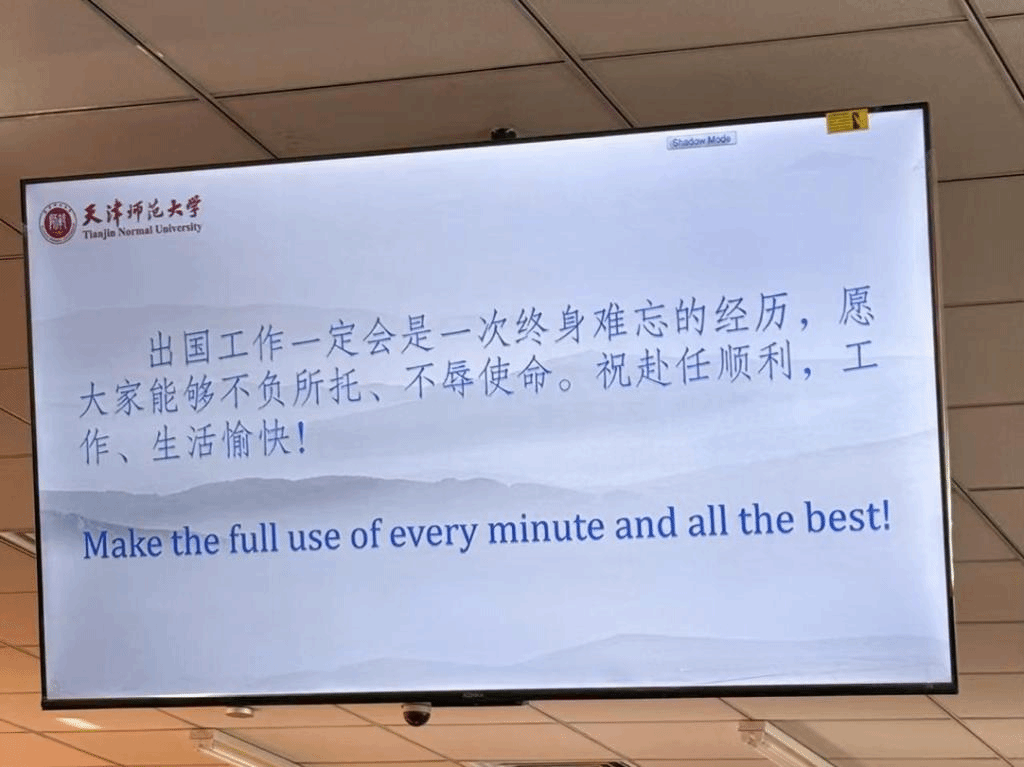 Shadow Mode
天津师范大学
Tianjin Normal University
出国工作一定会是一次终身难忘的经历，愿
大家能够不负所托、不辱使命。祝赴任顺利，工
作、生活愉快!
Make the full use of every minute and all the best!
KONKA